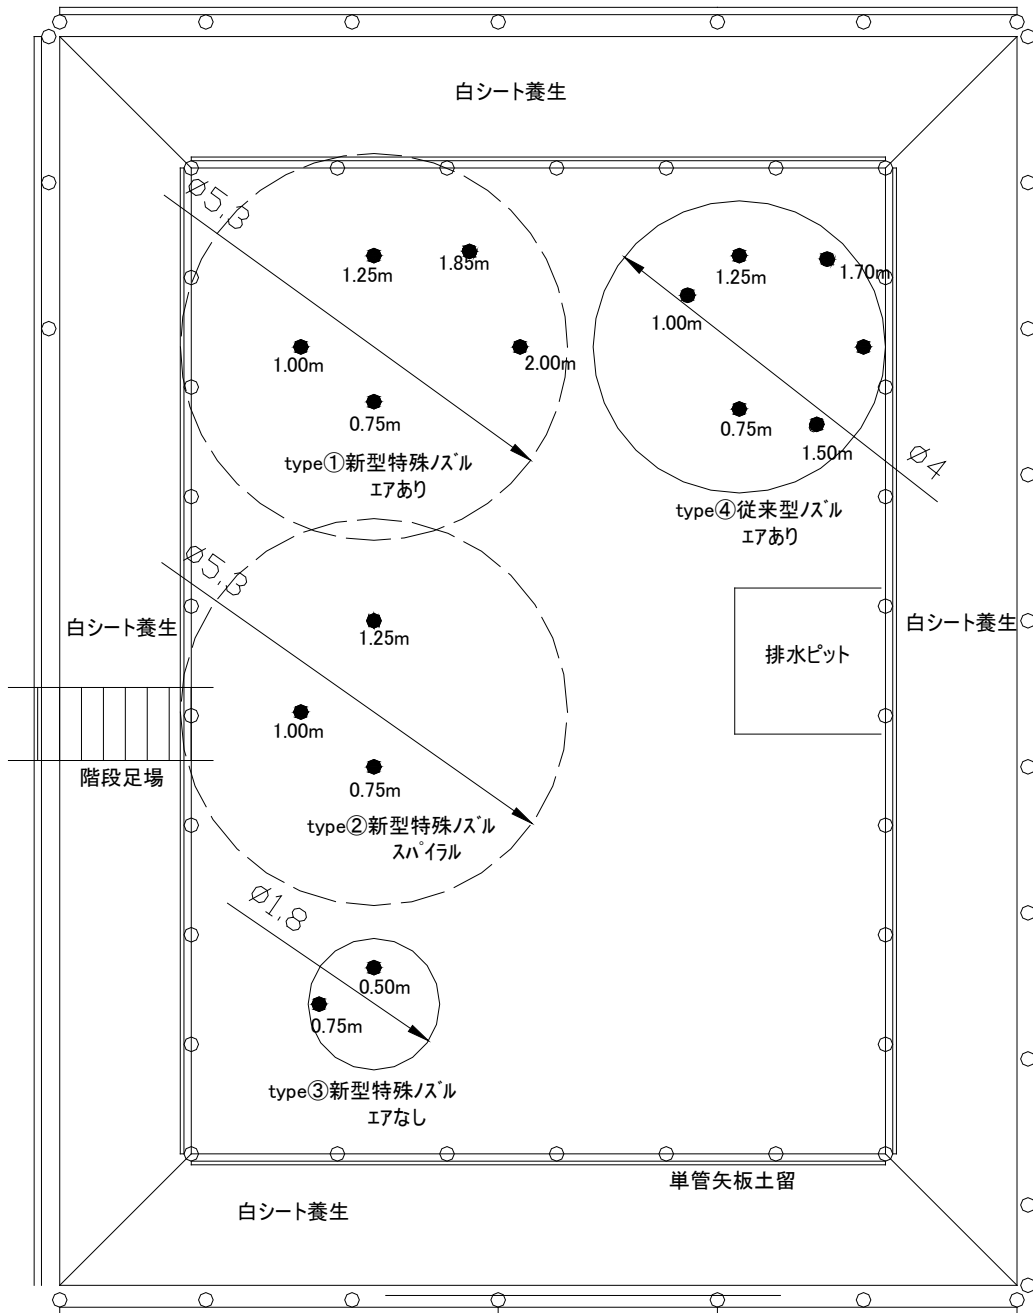 白シート養生
ø5.3
1.25m
1.85m
1.00m
2.00m
0.75m
type①新型特殊ノズル
エアあり
1.25m
1.70m
1.00m
0.75m
1.50m
ø4
type④従来型ノズル
エアあり
ø5.3
1.25m
白シート養生
白シート養生
排水ピット
1.00m
0.75m
階段足場
type②新型特殊ノズル
スパイラル
ø1.8
0.50m
0.75m
type③新型特殊ノズル
エアなし
単管矢板土留
白シート養生